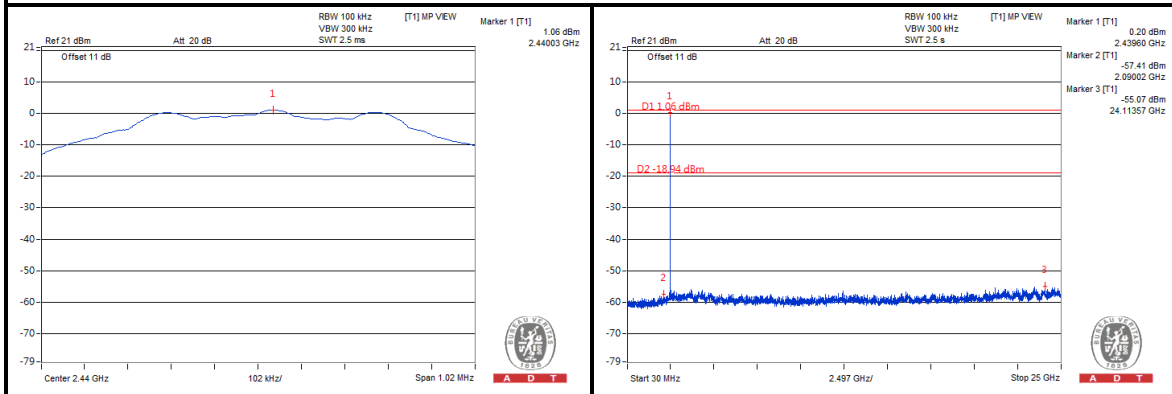 RBW 100 kHz
[T1] MP VIEW
VBW 300 kHz
Ref 21 dBm
Att 20 dB
SWT 2.5 ms
Marker 1 [T1]
1.06 dBm
2.44003 GHz
Offset 11 dB
21
10
0
-10
-20
-30
-40
-50
-60
-70
-79
1
Center 2.44 GHz
102 kHz/
Span 1.02 MHz
BUREAU VERITAS
1828
A D T
RBW 100 kHz
[T1] MP VIEW
VBW 300 kHz
Ref 21 dBm
Att 20 dB
SWT 2.5 s
Marker 1 [T1]
0.20 dBm
2.43960 GHz
Marker 2 [T1]
-57.41 dBm
2.09002 GHz
Marker 3 [T1]
-55.07 dBm
24.11357 GHz
Offset 11 dB
21
10
0
-10
-20
-30
-40
-50
-60
-70
-79
1
D1 1.06 dBm
D2 -18.94 dBm
2
3
Start 30 MHz
2.497 GHz/
Stop 25 GHz
BUREAU VERITAS
1828
A D T